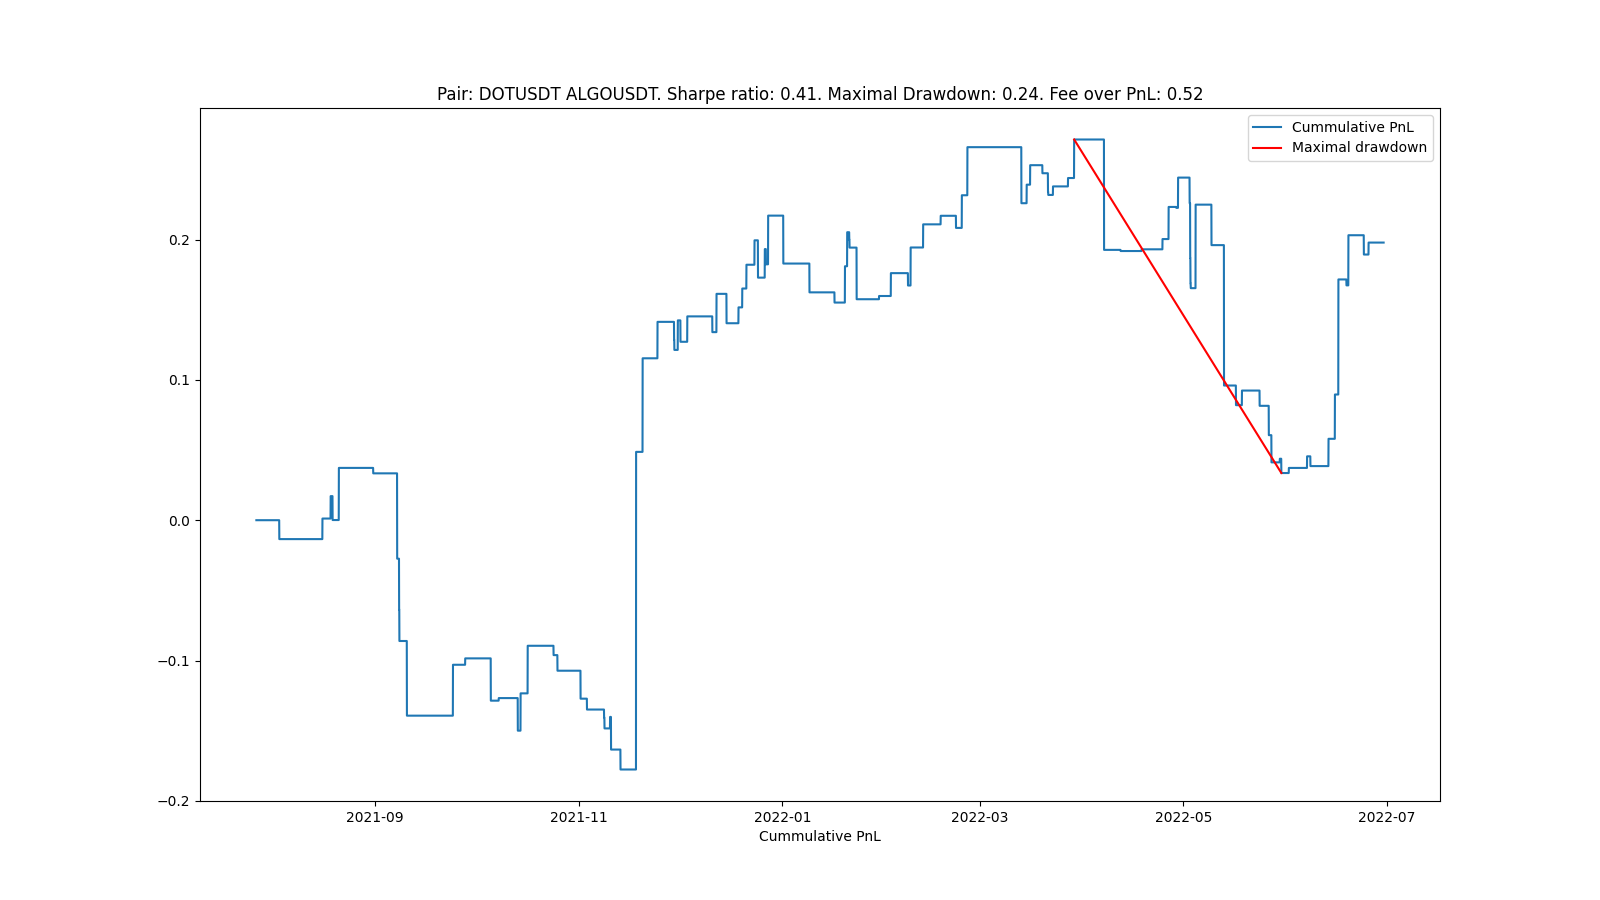 Pair: DOTUSDT ALGOUSDT. Sharpe ratio: 0.41. Maximal Drawdown: 0.24. Fee over PnL: 0.52
Cummulative PnL
Maximal drawdown
0.2
0.1
0.0
−0.1
−0.2
2021-09 2021-11 2022-01 2022-03 2022-05 2022-07
Cummulative PnL